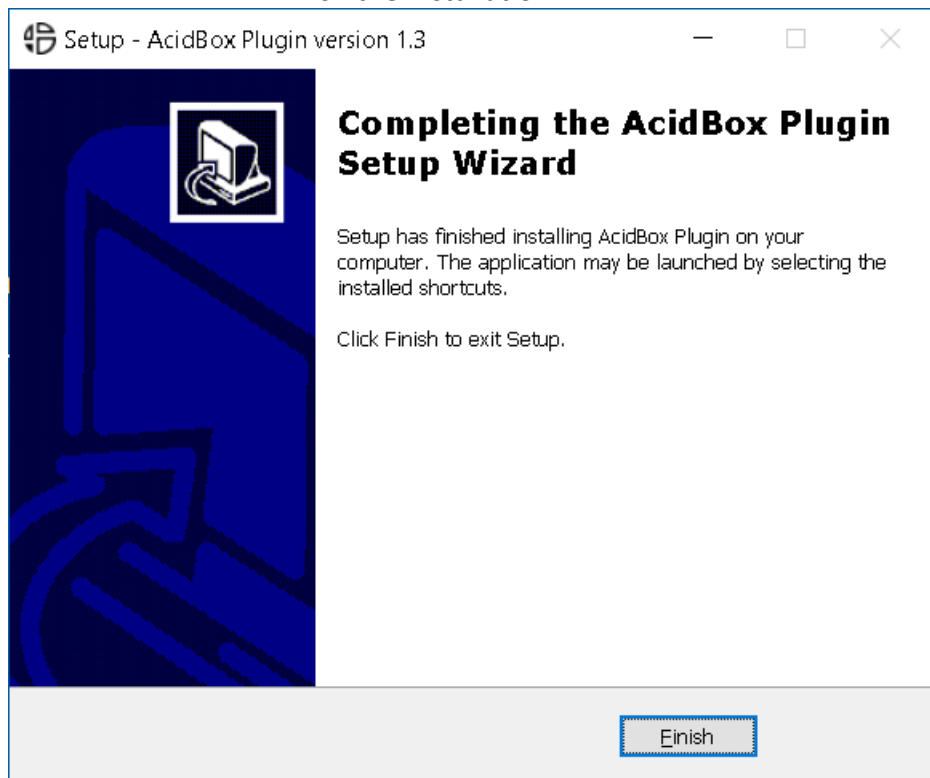 Setup - AcidBox Plugin version 1.3
Completing the AcidBox Plugin
Setup Wizard
Setup has finished installing AcidBox Plugin on your
computer. The application may be launched by selecting the
installed shortcuts.
Click Finish to exit Setup.
Finish